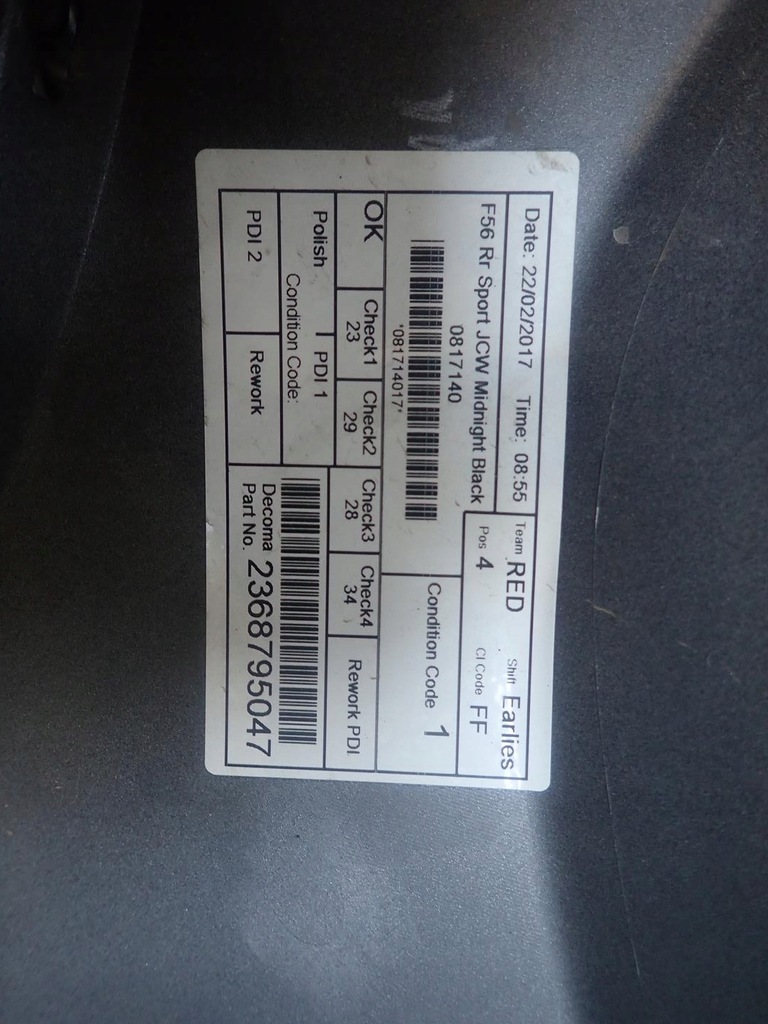 Date: 22/02/2017 Time: 08:55
Team RED Shift Earlies
F56 Rr Sport JCW Midnight Black
Pos 4 Cl Code FF
0817140
*081714017*
Condition Code 1
OK Check1 Check2 Check3 Check4 Rework PDI
23 29 28 34
Polish PDI 1
Condition Code:
PDI 2 Rework
Decoma
Part No. 2368795047